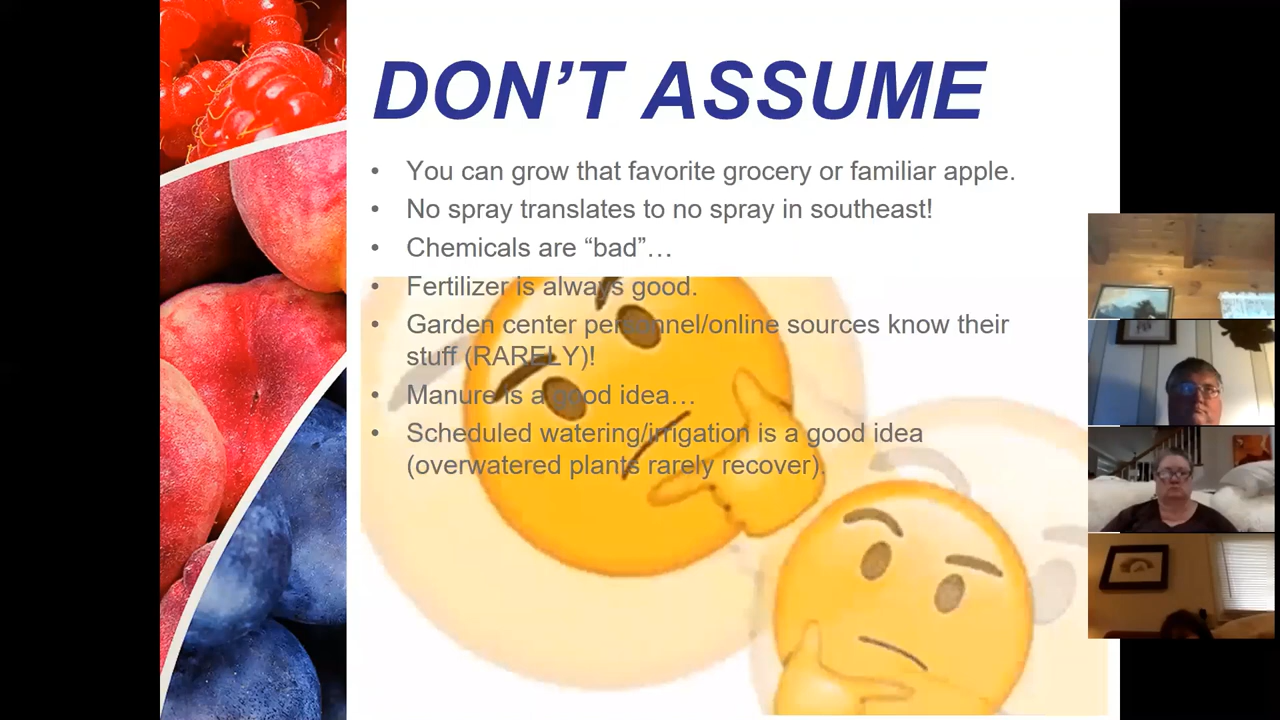 DON’T ASSUME
• You can grow that favorite grocery or familiar apple.
• No spray translates to no spray in southeast!
• Chemicals are “bad”…
• Fertilizer is always good.
• Garden center personnel/online sources know their
stuff (RARELY)!
• Manure is a good idea…
• Scheduled watering/irrigation is a good idea
(overwatered plants rarely recover).